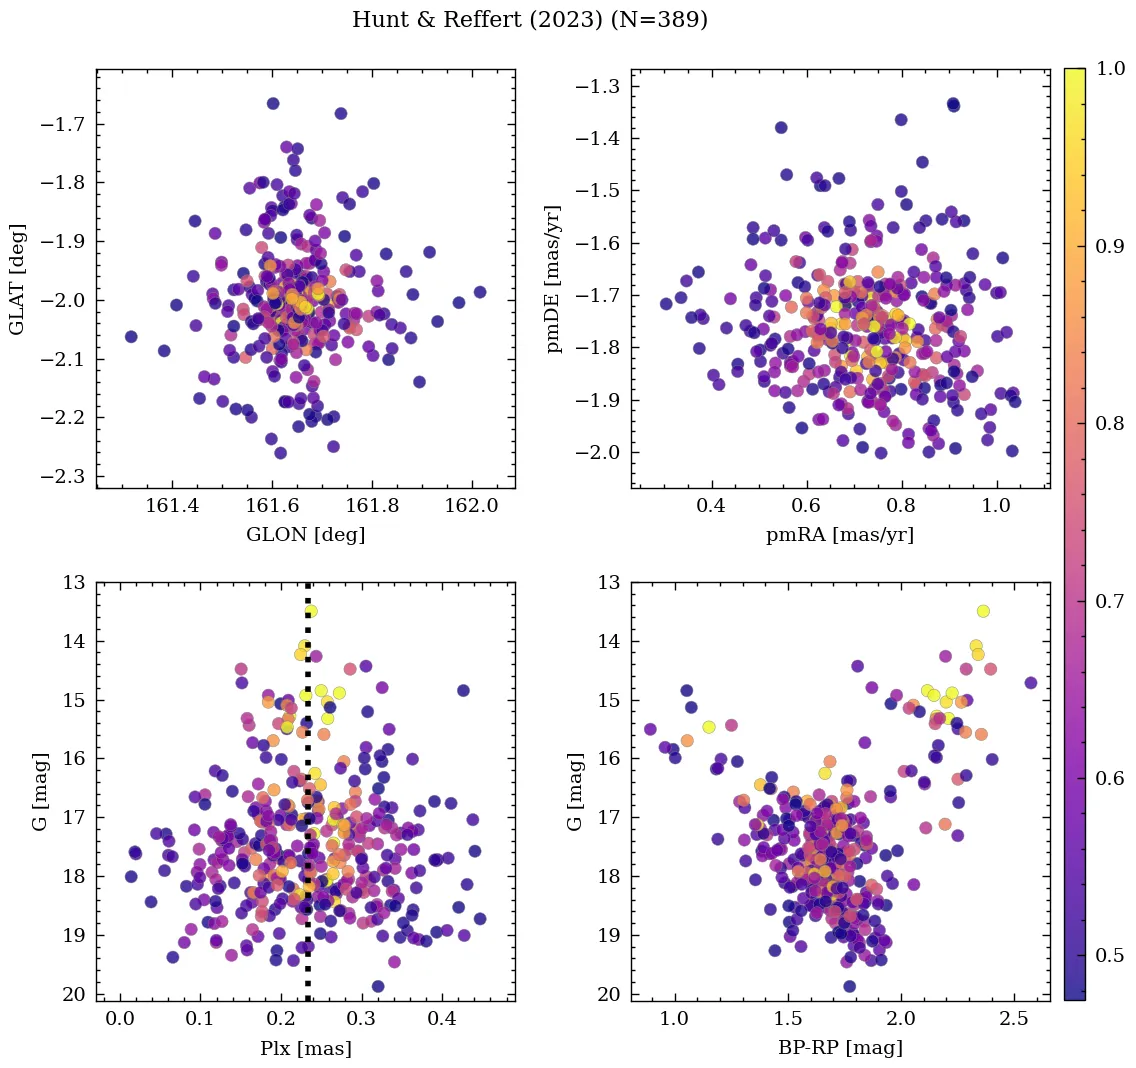 Hunt & Reffert (2023) (N=389)
−1.7
−1.8
−1.9
−2.0
−2.1
−2.2
−2.3
GLAT [deg]
161.4 161.6 161.8 162.0
GLON [deg]
−1.3
−1.4
−1.5
−1.6
−1.7
−1.8
−1.9
−2.0
pmDE [mas/yr]
0.4 0.6 0.8 1.0
pmRA [mas/yr]
1.0
0.9
0.8
0.7
0.6
0.5
13
14
15
16
17
18
19
20
G [mag]
0.0 0.1 0.2 0.3 0.4
Plx [mas]
13
14
15
16
17
18
19
20
G [mag]
1.0 1.5 2.0 2.5
BP-RP [mag]